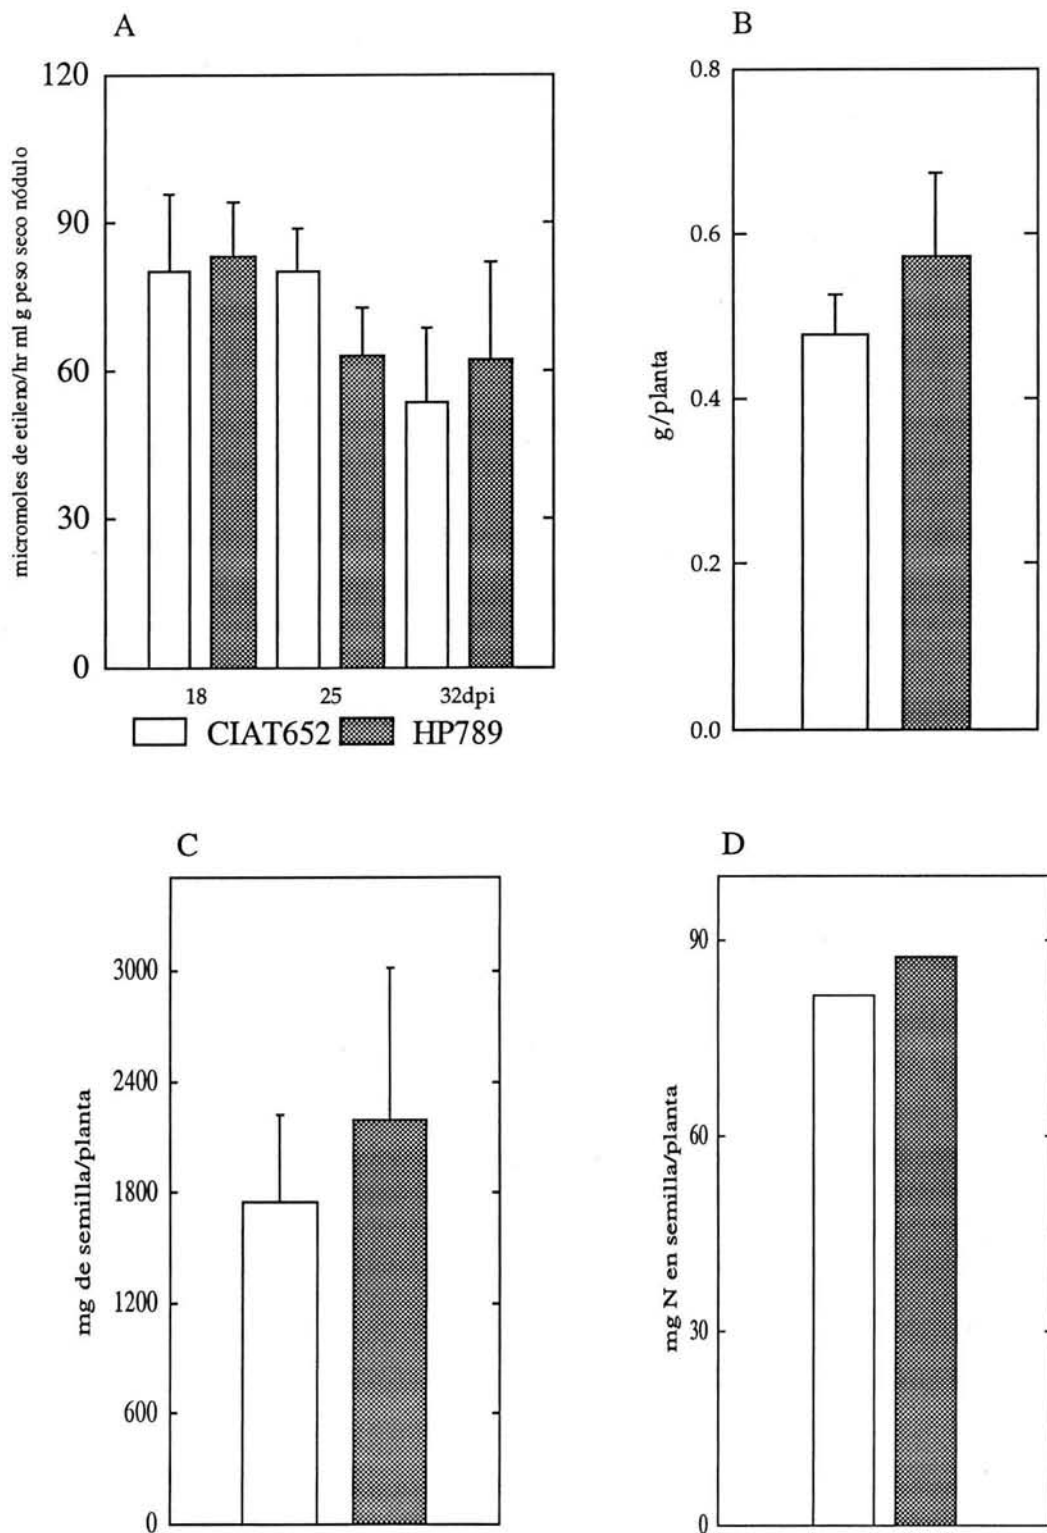 A
120
90
60
30
0
micromoles de etileno/hr ml g peso seco nódulo
18 25 32dpi
CIAT652 HP789
B
0.8
0.6
0.4
0.2
0.0
g/planta
C
3000
2400
1800
1200
600
0
mg de semilla/planta
D
90
60
30
0
mg N en semilla/planta